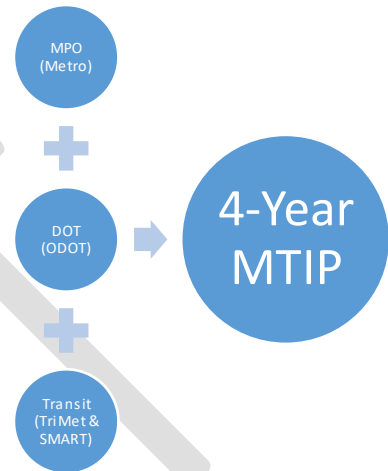 MPO
(Metro)
DOT
(ODOT)
4-Year
MTIP
Transit
(TriMet &
SMART)